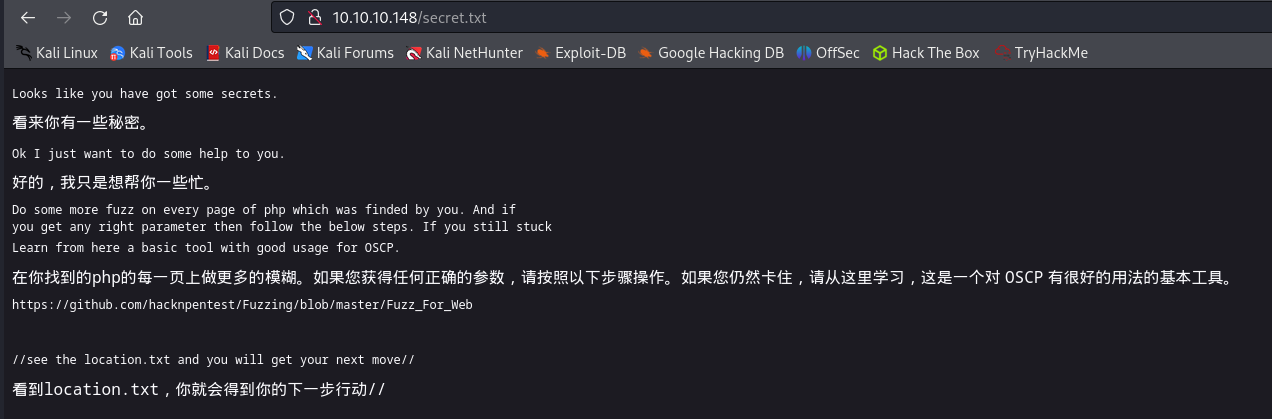 10.10.10.148/secret.txt
Kali Linux Kali Tools Kali Docs Kali Forums Kali NetHunter Exploit-DB Google Hacking DB OffSec Hack The Box TryHackMe
Looks like you have got some secrets.
看来你有一些秘密。
Ok I just want to do some help to you.
好的，我只是想帮你一些忙。
Do some more fuzz on every page of php which was finded by you. And if
you get any right parameter then follow the below steps. If you still stuck
Learn from here a basic tool with good usage for OSCP.
在你找到的php的每一页上做更多的模糊。如果您获得任何正确的参数，请按照以下步骤操作。如果您仍然卡住，请从这里学习，这是一个对 OSCP 有很好的用法的基本工具。
https://github.com/hacknpentest/Fuzzing/blob/master/Fuzz_For_Web
//see the location.txt and you will get your next move//
看到location.txt，你就会得到你的下一步行动//